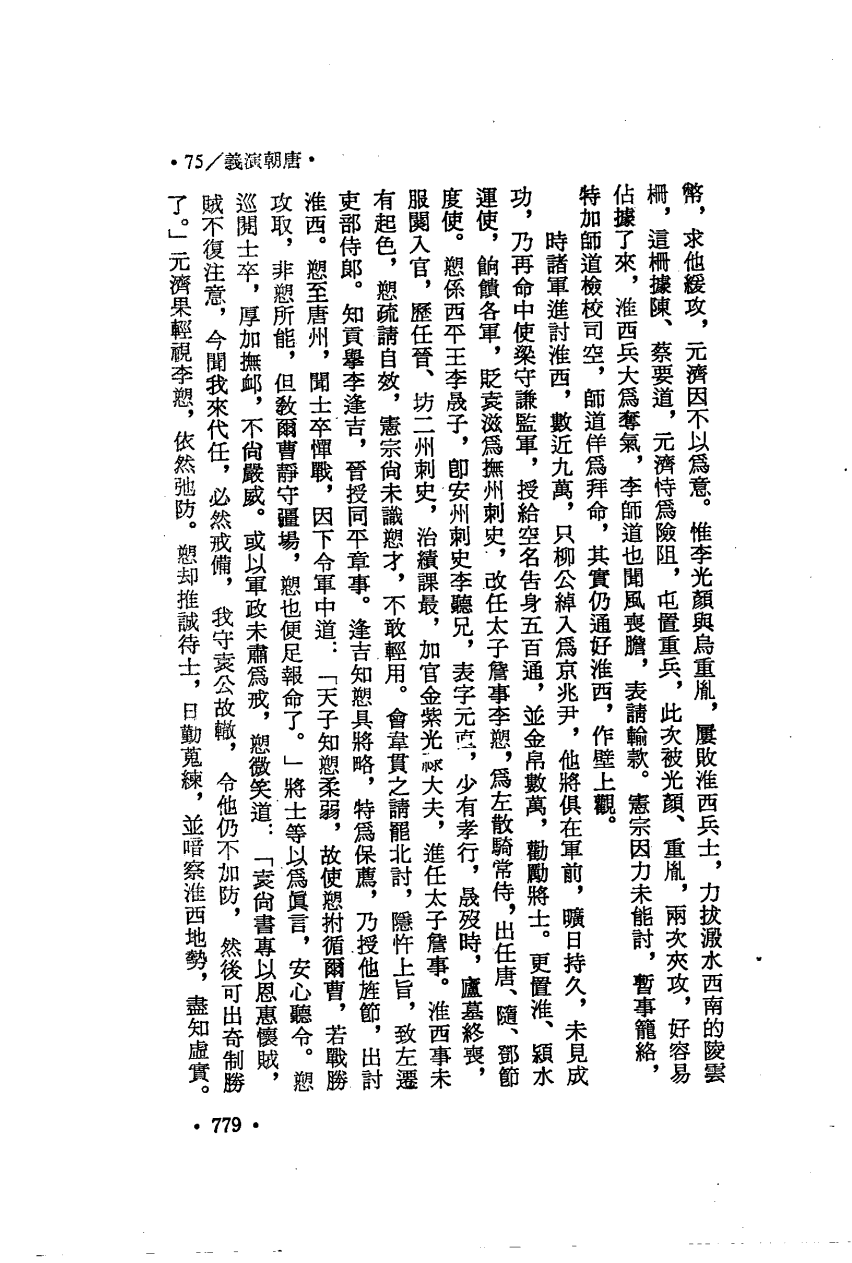 •75／義演朝唐•
幣，求他緩攻，元濟因不以爲意。惟李光顏與烏重胤，屢敗淮西兵士，力拔溵水西南的陵雲
柵，這柵據陳、蔡要道，元濟恃爲險阻，屯置重兵，此次被光顏、重胤，兩次夾攻，好容易
佔據了來，淮西兵大爲奪氣，李師道也聞風喪膽，表請輸款。憲宗因力未能討，暫事籠絡，
特加師道檢校司空，師道佯爲拜命，其實仍通好淮西，作壁上觀。
時諸軍進討淮西，數近九萬，只柳公綽入爲京兆尹，他將俱在軍前，曠日持久，未見成
功，乃再命中使梁守謙監軍，授給空名告身五百通，並金帛數萬，勸勵將士。更置淮、潁水
運使，餉饋各軍，貶袁滋爲撫州刺史，改任太子詹事李愬，爲左散騎常侍，出任唐、隨、鄧節
度使。愬係西平王李晟子，卽安州刺史李聽兄，表字元直，少有孝行，晟歿時，廬墓終喪，
服闋入官，歷任晉、坊二州刺史，治績課最，加官金紫光祿大夫，進任太子詹事。淮西事未
有起色，愬疏請自效，憲宗尙未識愬才，不敢輕用。會韋貫之請罷北討，隱忤上旨，致左遷
吏部侍郎。知貢舉李逢吉，晉授同平章事。逢吉知愬具將略，特爲保薦，乃授他旌節，出討
淮西。愬至唐州，聞士卒憚戰，因下令軍中道：「天子知愬柔弱，故使愬拊循爾曹，若戰勝
攻取，非愬所能，但敎爾曹靜守疆場，愬也便足報命了。」將士等以爲眞言，安心聽令。愬
巡閱士卒，厚加撫卹，不尙嚴威。或以軍政未肅爲戒，愬微笑道：「袁尙書專以恩惠懷賊，
賊不復注意，今聞我來代任，必然戒備，我守袁公故轍，令他仍不加防，然後可出奇制勝
了。」元濟果輕視李愬，依然弛防。愬却推誠待士，日勤蒐練，並喑察淮西地勢，盡知虛實。
•779•